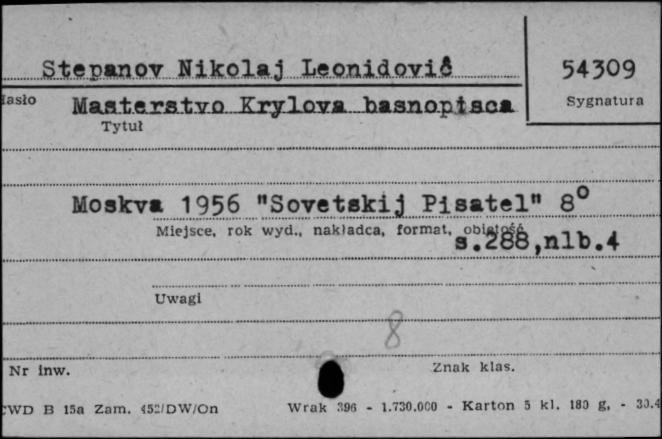 Stepanov Nikolaj Leonidovič
54309
Hasło
Masterstvo Krylova basnopisca
Sygnatura
Tytuł
Moskva 1956 "Sovetskij Pisatel" 8°
Miejsce, rok wyd., nakładca, format, objętość
s.288,nlb.4
Uwagi
8
Nr inw.
Znak klas.
CWD B 15a Zam. 452/DW/On Wrak 396 - 1.730.000 - Karton 5 kl. 180 g, - 30.4